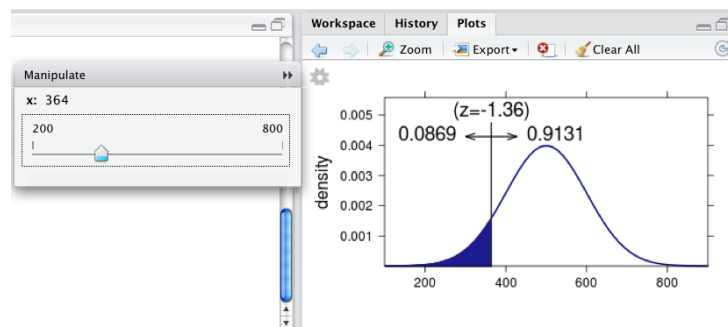 Workspace History Plots
Zoom Export Clear All
Manipulate
x: 364
200 800
(z=-1.36)
0.0869 0.9131
density
0.005
0.004
0.003
0.002
0.001
200 400 600 800